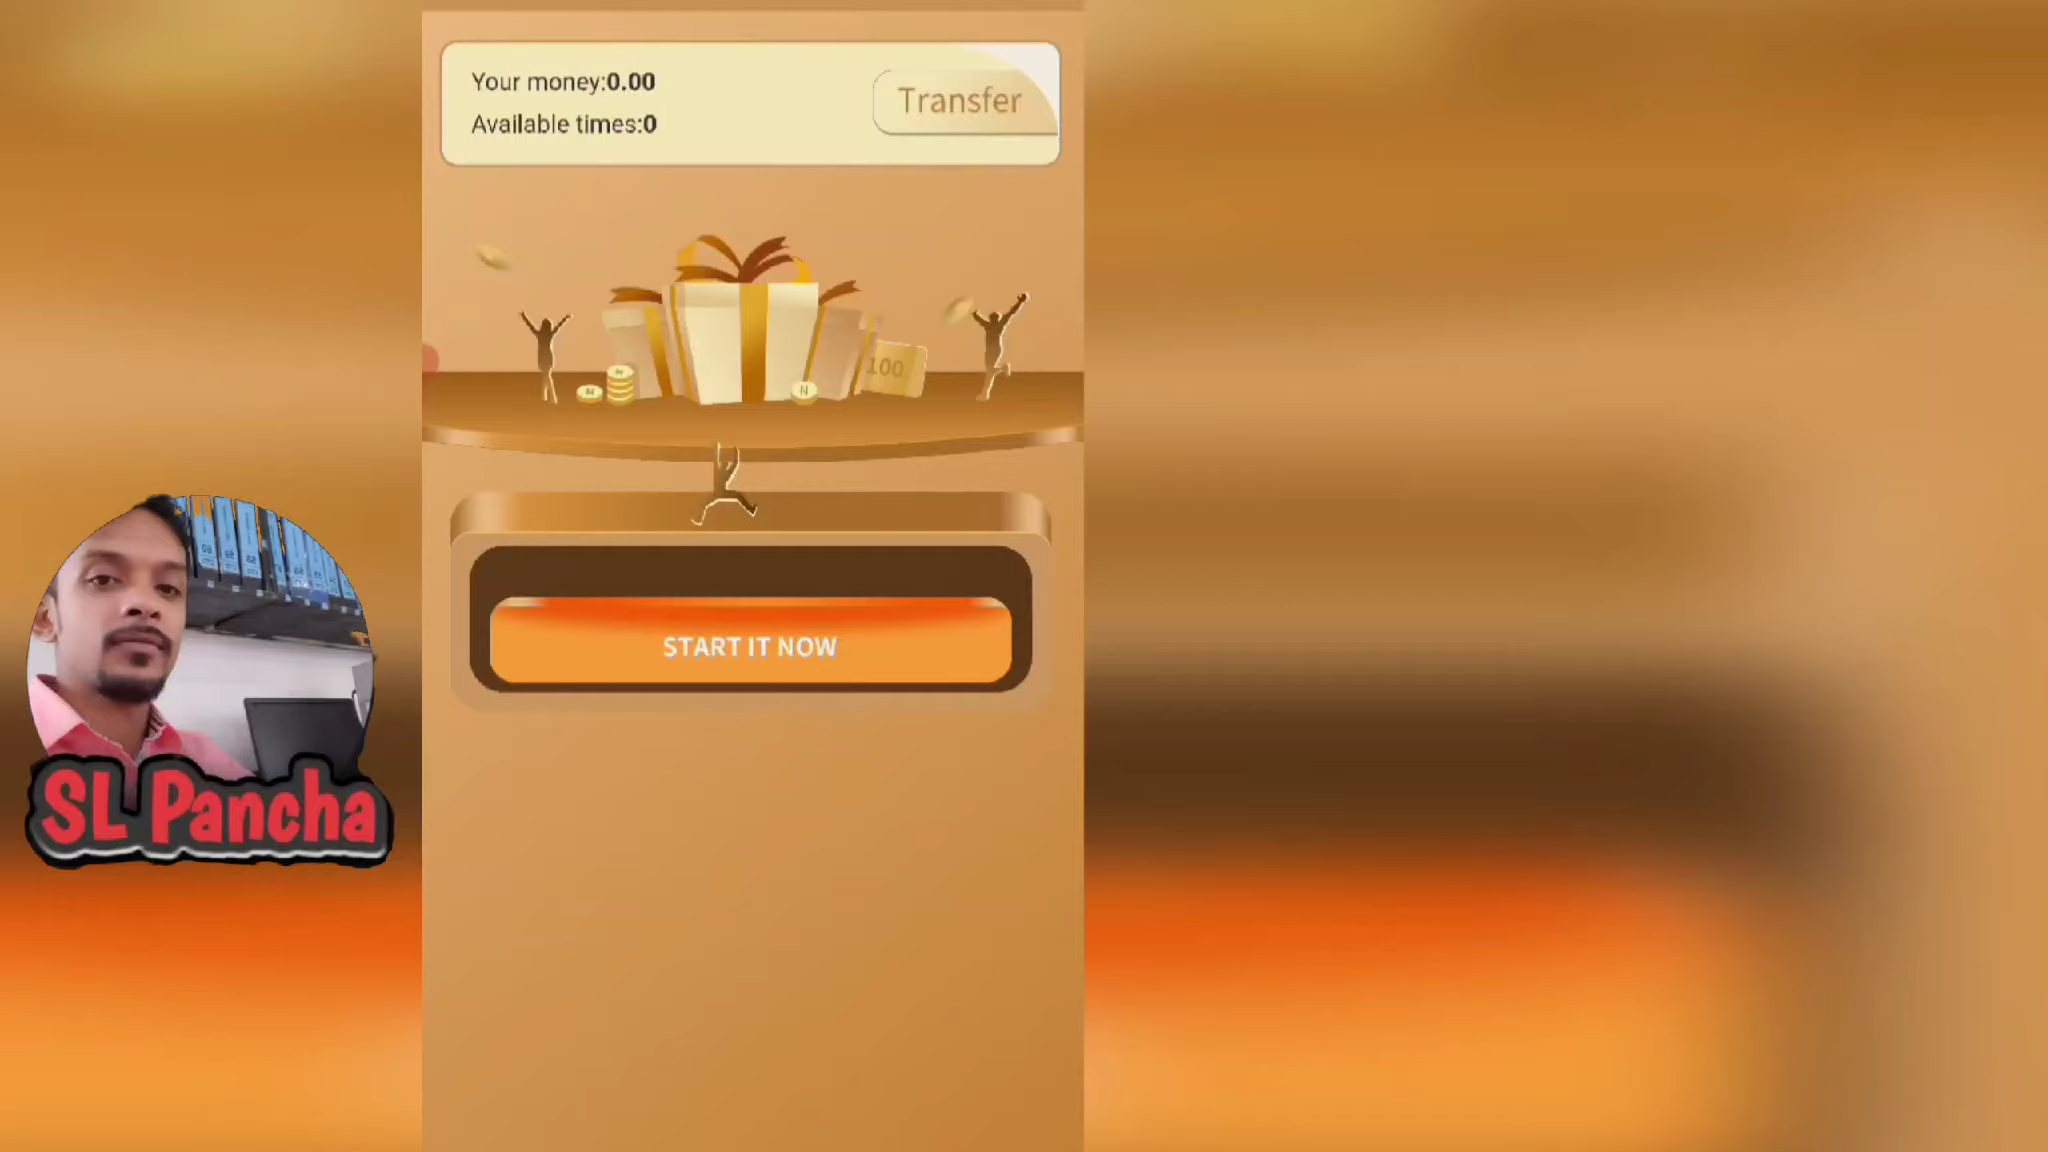 Your money:0.00
Available times:0
Transfer
100
START IT NOW
SL Pancha